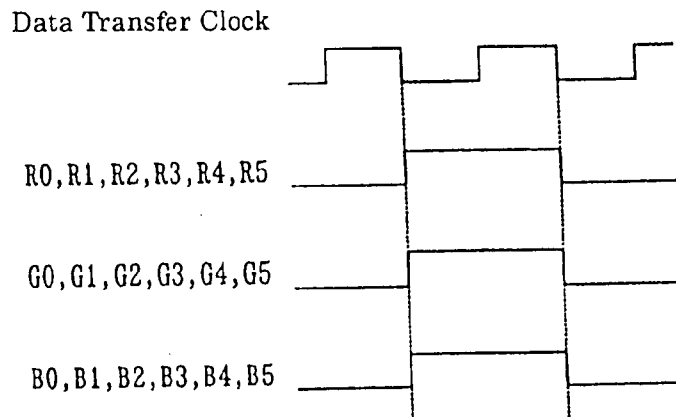 Data Transfer Clock
R0,R1,R2,R3,R4,R5
G0,G1,G2,G3,G4,G5
B0,B1,B2,B3,B4,B5